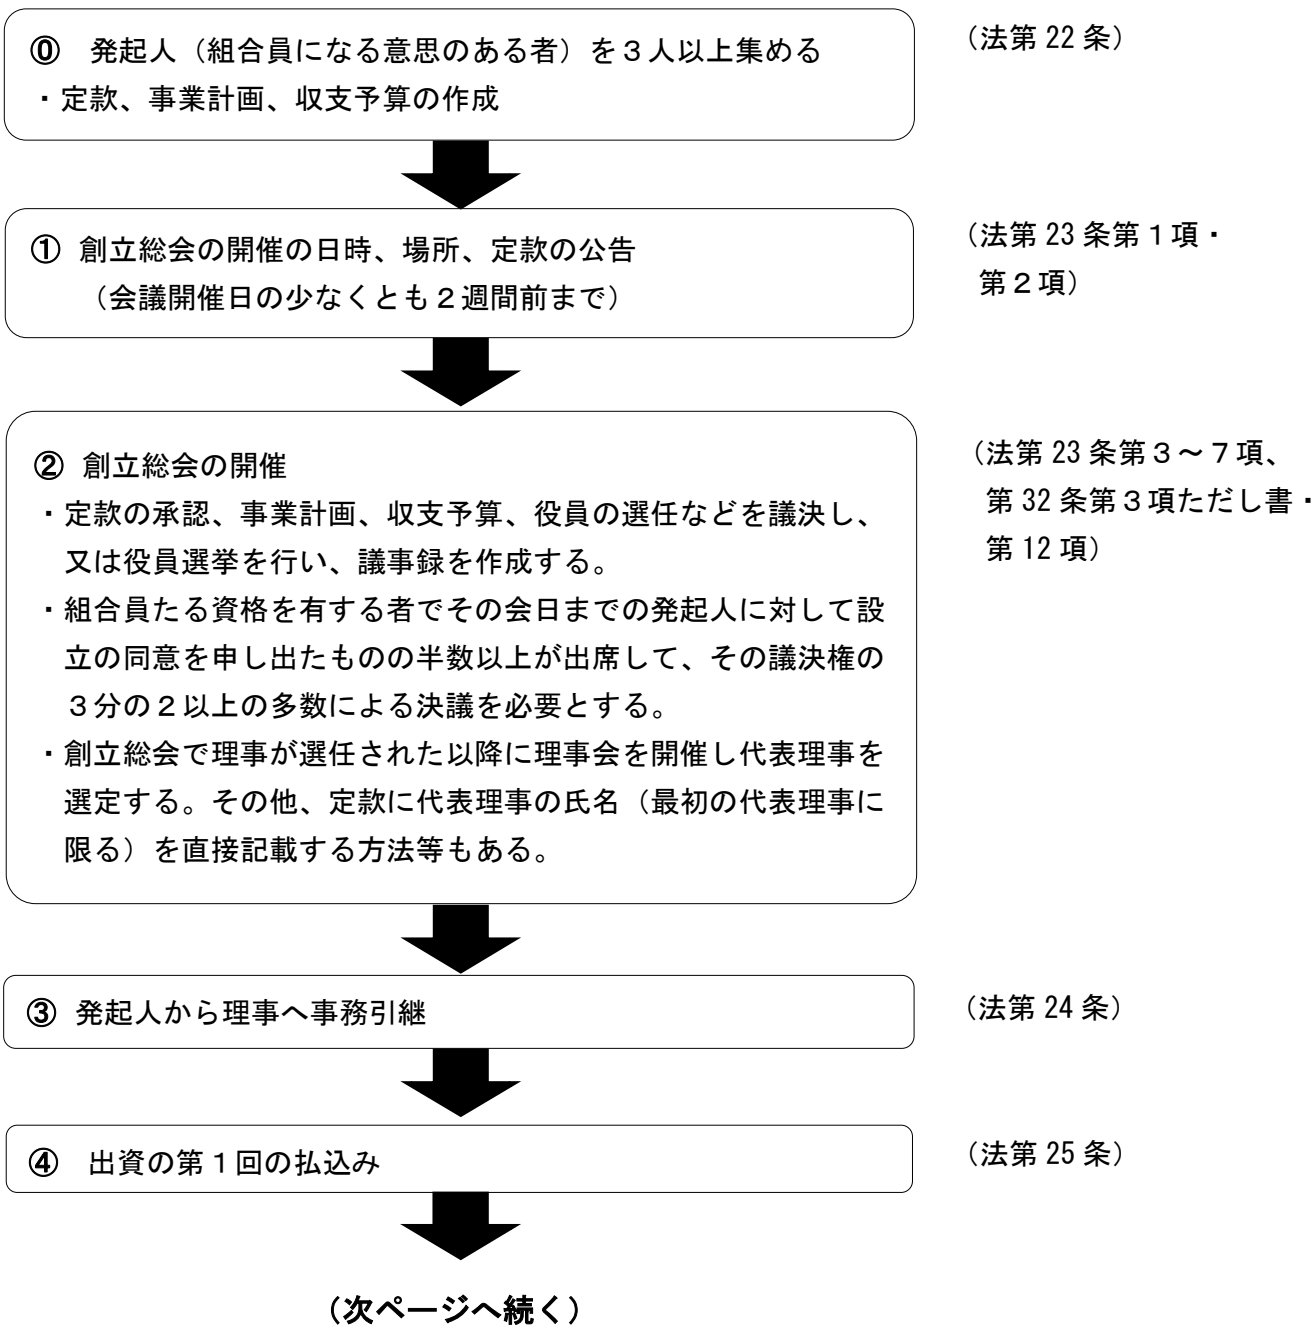 ⓪　発起人（組合員になる意思のある者）を３人以上集める
・定款、事業計画、収支予算の作成
（法第 22 条）
① 創立総会の開催の日時、場所、定款の公告
（会議開催日の少なくとも２週間前まで）
（法第 23 条第１項・
第２項）
② 創立総会の開催
・定款の承認、事業計画、収支予算、役員の選任などを議決し、
又は役員選挙を行い、議事録を作成する。
・組合員たる資格を有する者でその会日までの発起人に対して設
立の同意を申し出たものの半数以上が出席して、その議決権の
３分の２以上の多数による決議を必要とする。
・創立総会で理事が選任された以降に理事会を開催し代表理事を
選定する。その他、定款に代表理事の氏名（最初の代表理事に
限る）を直接記載する方法等もある。
（法第 23 条第３～７項、
第 32 条第３項ただし書・
第 12 項）
③ 発起人から理事へ事務引継
（法第 24 条）
④　出資の第１回の払込み
（法第 25 条）
（次ページへ続く）